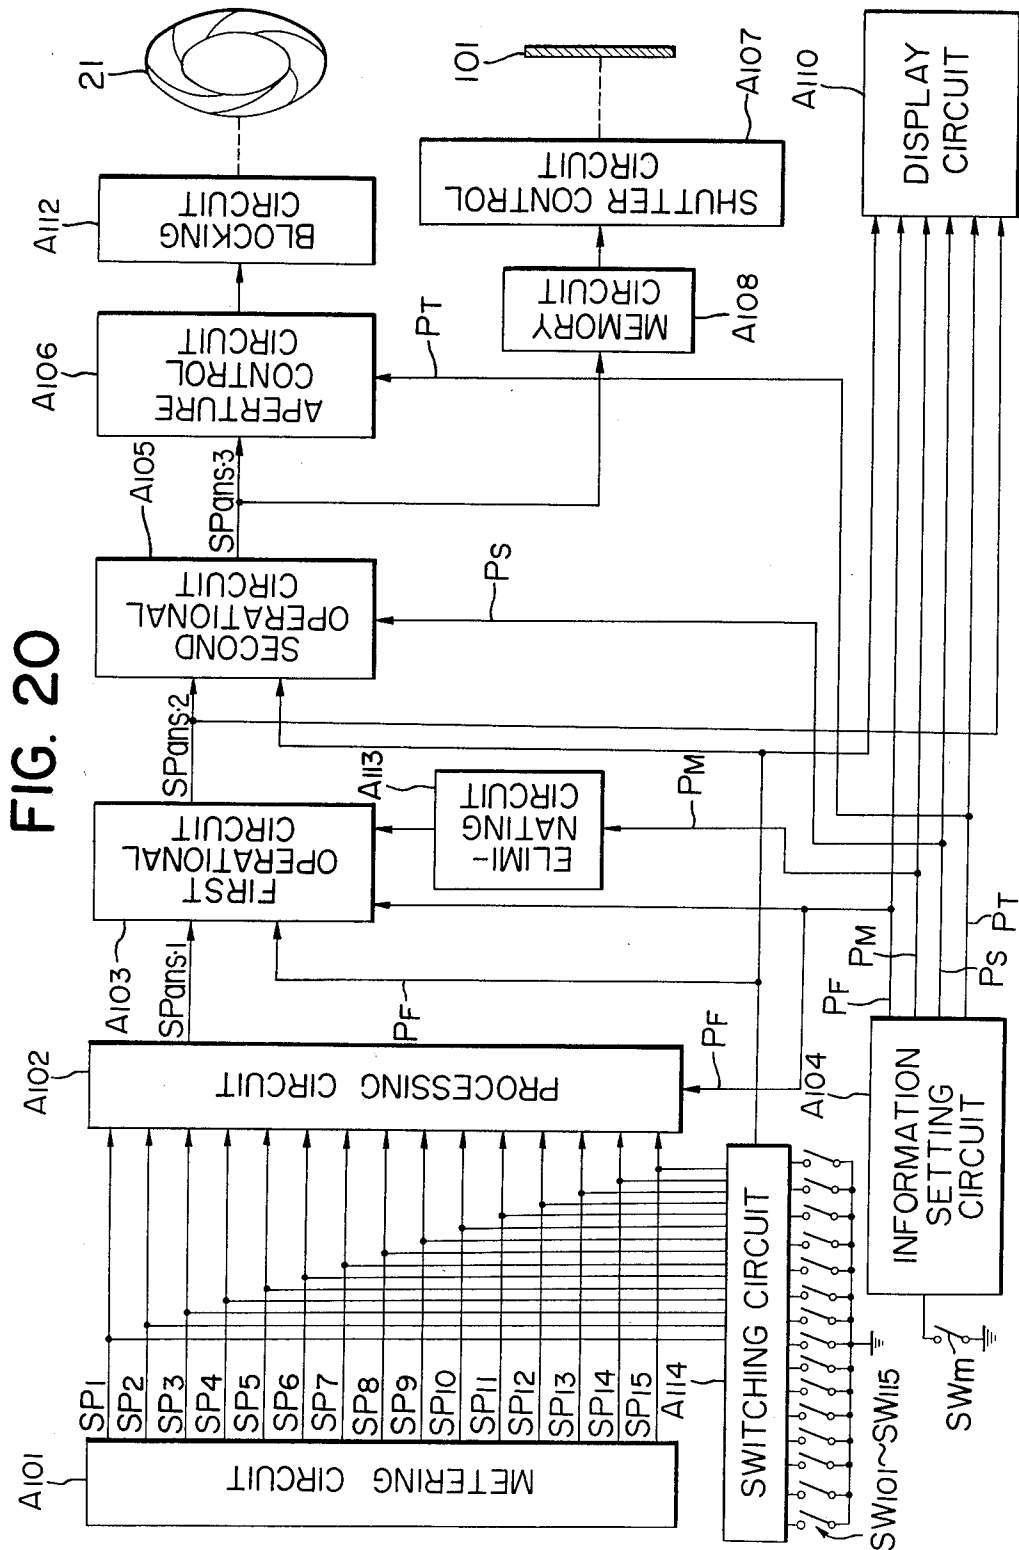 FIG. 20
A101
METERING
CIRCUIT
SP1
SP2
SP3
SP4
SP5
SP6
SP7
SP8
SP9
SP10
SP11
SP12
SP13
SP14
SP15
A114
SWITCHING CIRCUIT
SW101~SW115
SWm
A102
PROCESSING CIRCUIT
PF
A104
INFORMATION
SETTING
CIRCUIT
PF
PM
PS
PT
A103
SPans·1
PF
FIRST
OPERATIONAL
CIRCUIT
A113
ELIMI-
NATING
CIRCUIT
PM
SPans·2
SECOND
OPERATIONAL
CIRCUIT
A105
PS
SPans·3
A106
APERTURE
CONTROL
CIRCUIT
PT
A112
BLOCKING
CIRCUIT
21
MEMORY
CIRCUIT
A108
SHUTTER CONTROL
CIRCUIT
A107
101
A110
DISPLAY
CIRCUIT